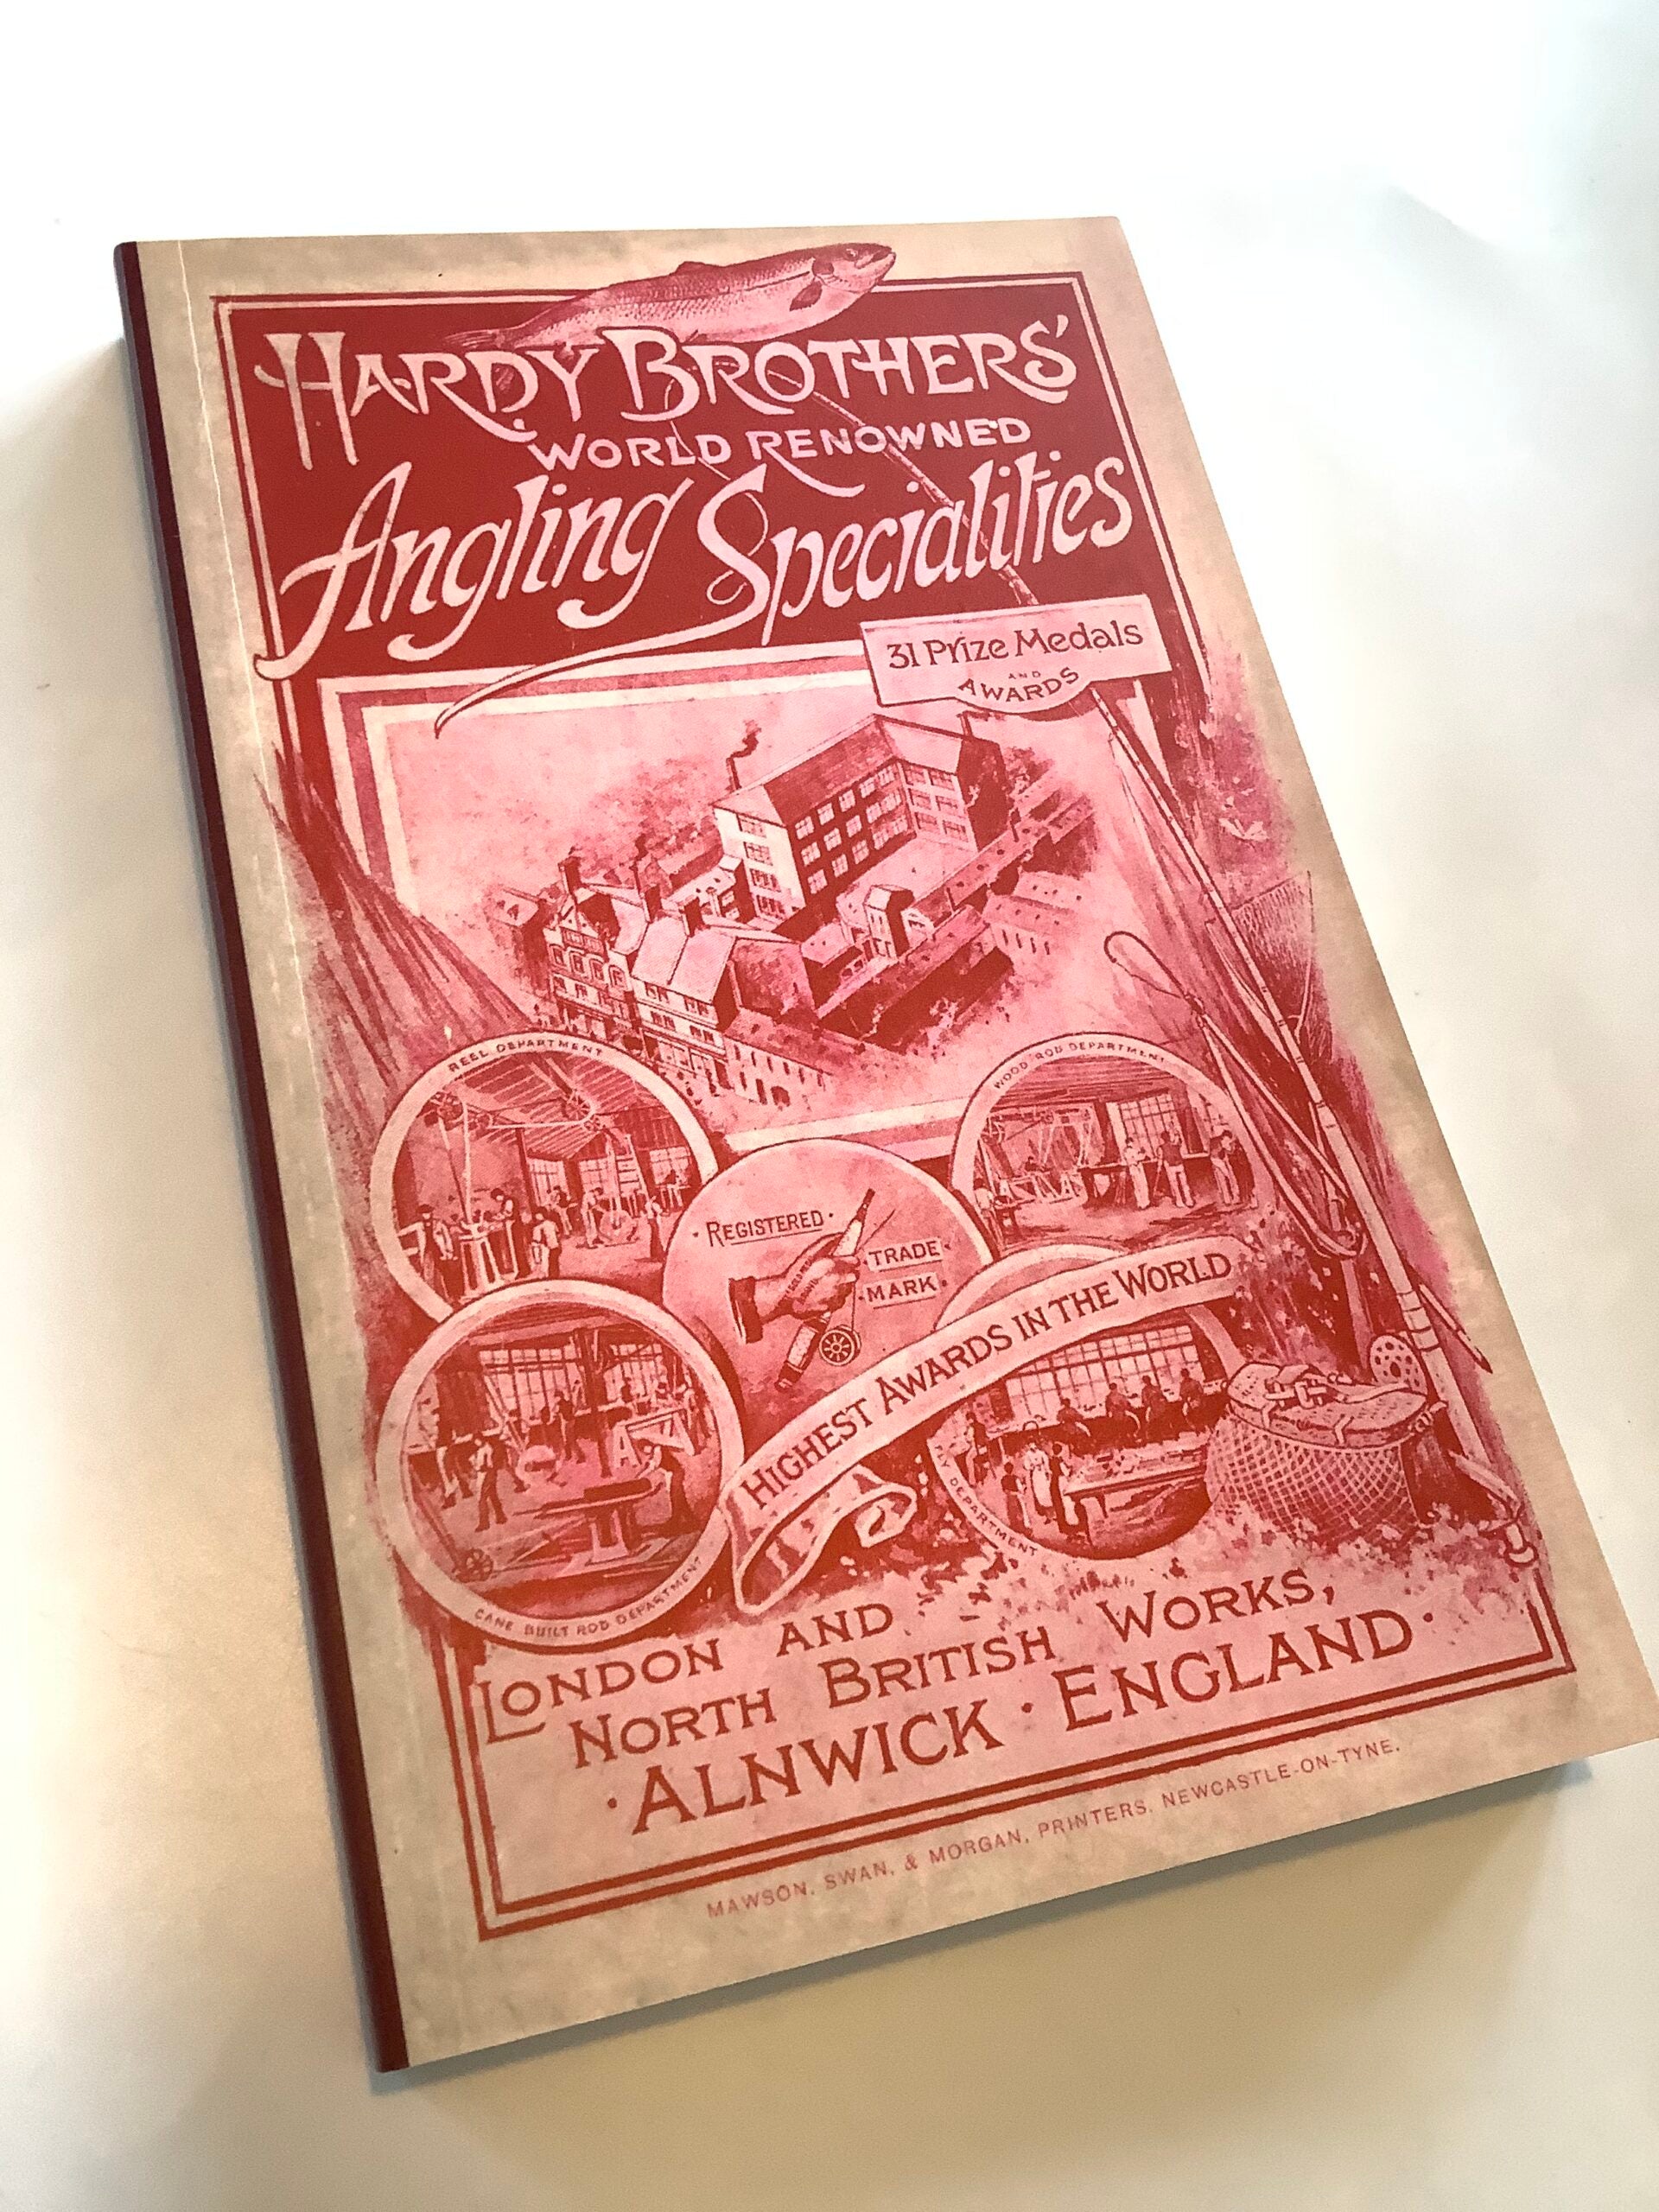 HARDY BROTHERS'
WORLD RENOWNED
Angling Specialities
31 Prize Medals
AND
AWARDS
REEL DEPARTMENT
WOOD ROD DEPARTMENT
REGISTERED
TRADE
MARK
HIGHEST AWARDS IN THE WORLD
CANE BUILT ROD DEPARTMENT
DEPARTMENT
LONDON AND
NORTH BRITISH WORKS,
ALNWICK · ENGLAND ·
MAWSON, SWAN, & MORGAN, PRINTERS, NEWCASTLE-ON-TYNE.